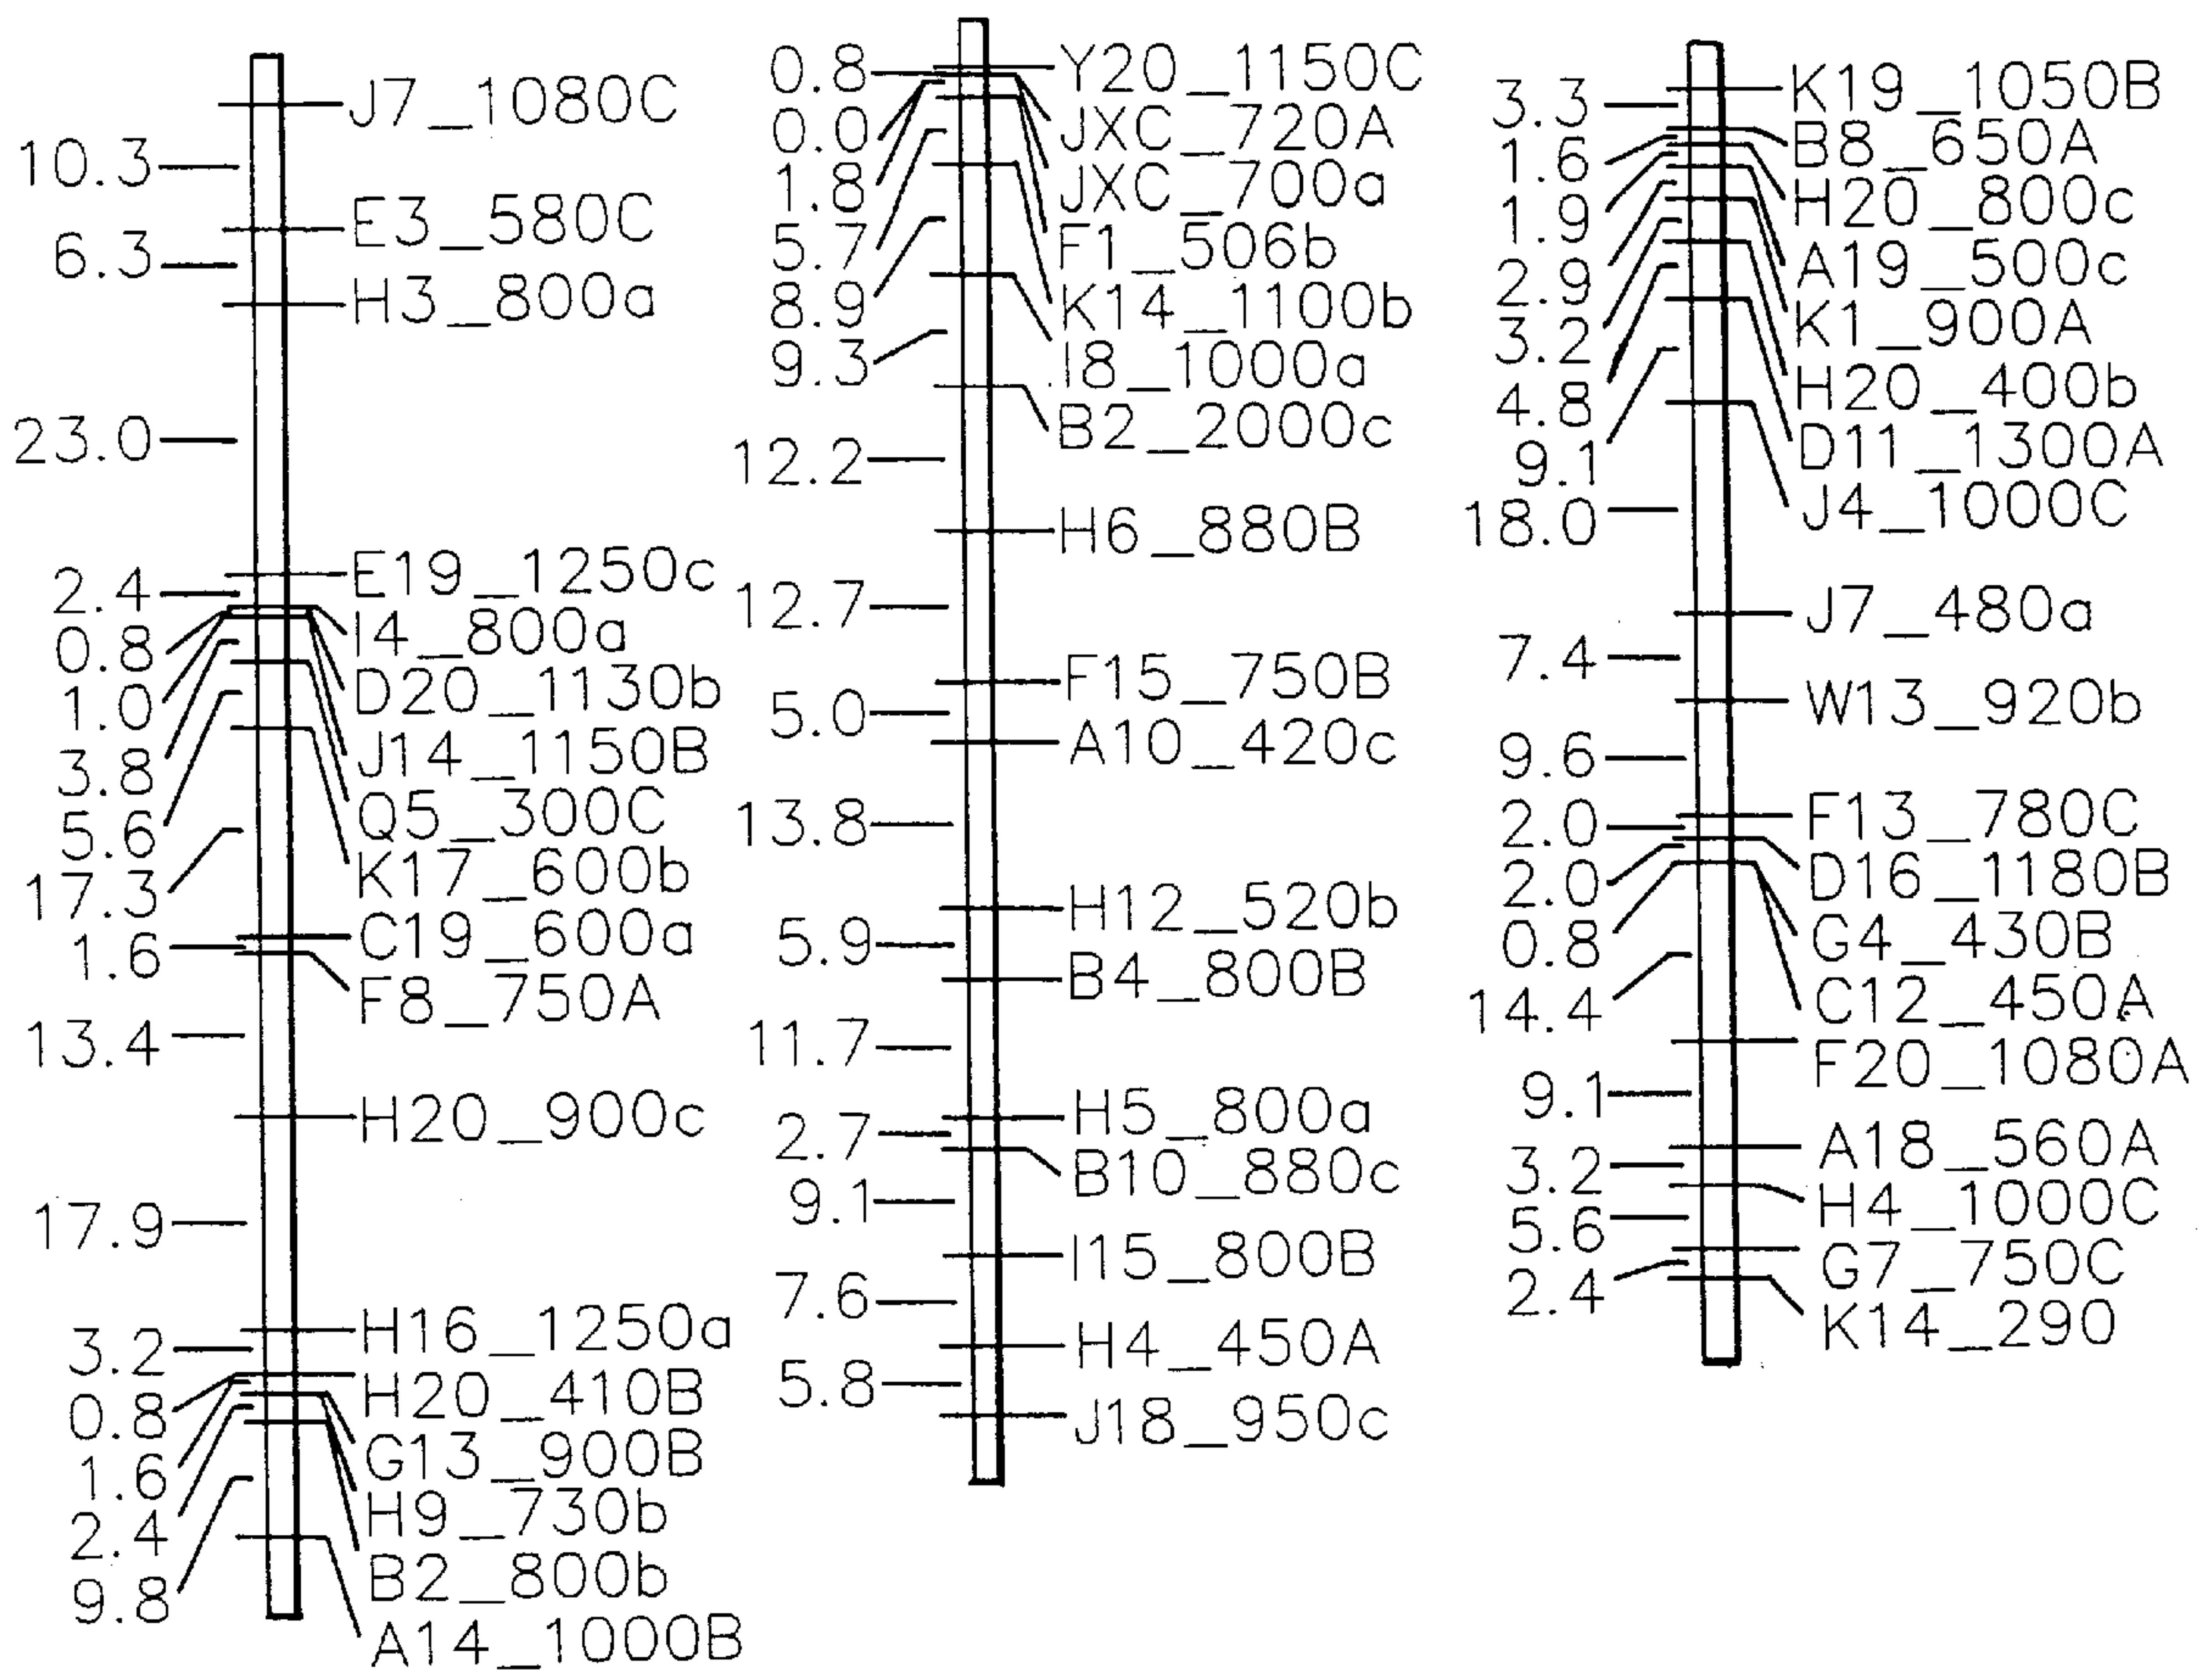 J7_1080C
10.3
E3_580C
6.3
H3_800a
23.0
E19_1250c
2.4
I4_800a
0.8
D20_1130b
1.0
J14_1150B
3.8
Q5_300C
5.6
K17_600b
17.3
C19_600a
1.6
F8_750A
13.4
H20_900c
17.9
H16_1250a
3.2
H20_410B
0.8
G13_900B
1.6
H9_730b
2.4
B2_800b
9.8
A14_1000B
Y20_1150C
0.8
JXC_720A
0.0
JXC_700a
1.8
F1_506b
5.7
K14_1100b
8.9
I8_1000a
9.3
B2_2000c
12.2
H6_880B
12.7
F15_750B
5.0
A10_420c
13.8
H12_520b
5.9
B4_800B
11.7
H5_800a
2.7
B10_880c
9.1
I15_800B
7.6
H4_450A
5.8
J18_950c
K19_1050B
3.3
B8_650A
1.6
H20_800c
1.9
A19_500c
2.9
K1_900A
3.2
H20_400b
4.8
D11_1300A
9.1
J4_1000C
18.0
J7_480a
7.4
W13_920b
9.6
F13_780C
2.0
D16_1180B
2.0
G4_430B
0.8
C12_450A
14.4
F20_1080A
9.1
A18_560A
3.2
H4_1000C
5.6
G7_750C
2.4
K14_290